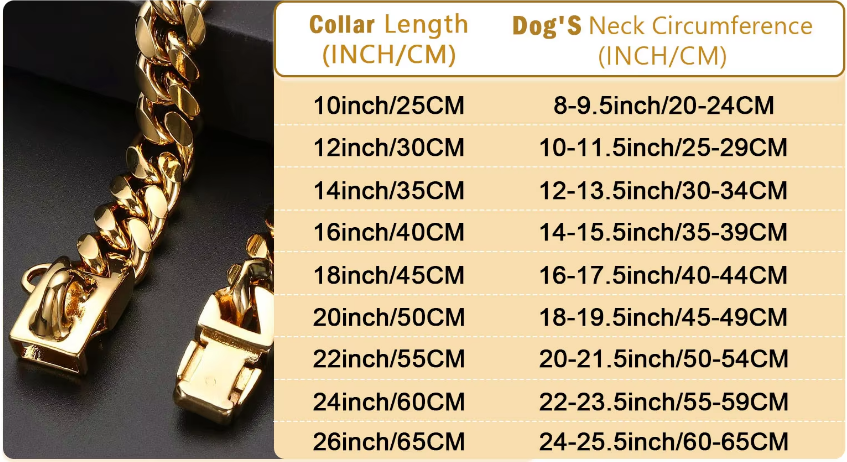 Collar Length Dog'S Neck Circumference
(INCH/CM) (INCH/CM)
10inch/25CM 8-9.5inch/20-24CM
12inch/30CM 10-11.5inch/25-29CM
14inch/35CM 12-13.5inch/30-34CM
16inch/40CM 14-15.5inch/35-39CM
18inch/45CM 16-17.5inch/40-44CM
20inch/50CM 18-19.5inch/45-49CM
22inch/55CM 20-21.5inch/50-54CM
24inch/60CM 22-23.5inch/55-59CM
26inch/65CM 24-25.5inch/60-65CM